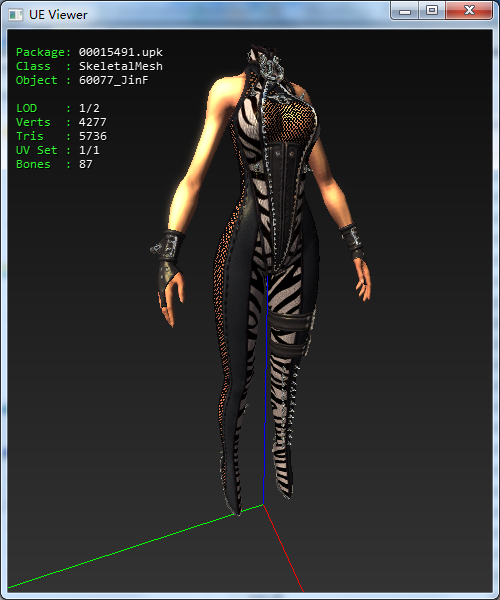 UE Viewer
Package: 00015491.upk
Class : SkeletalMesh
Object : 60077_JinF
LOD : 1/2
Verts : 4277
Tris : 5736
UV Set : 1/1
Bones : 87